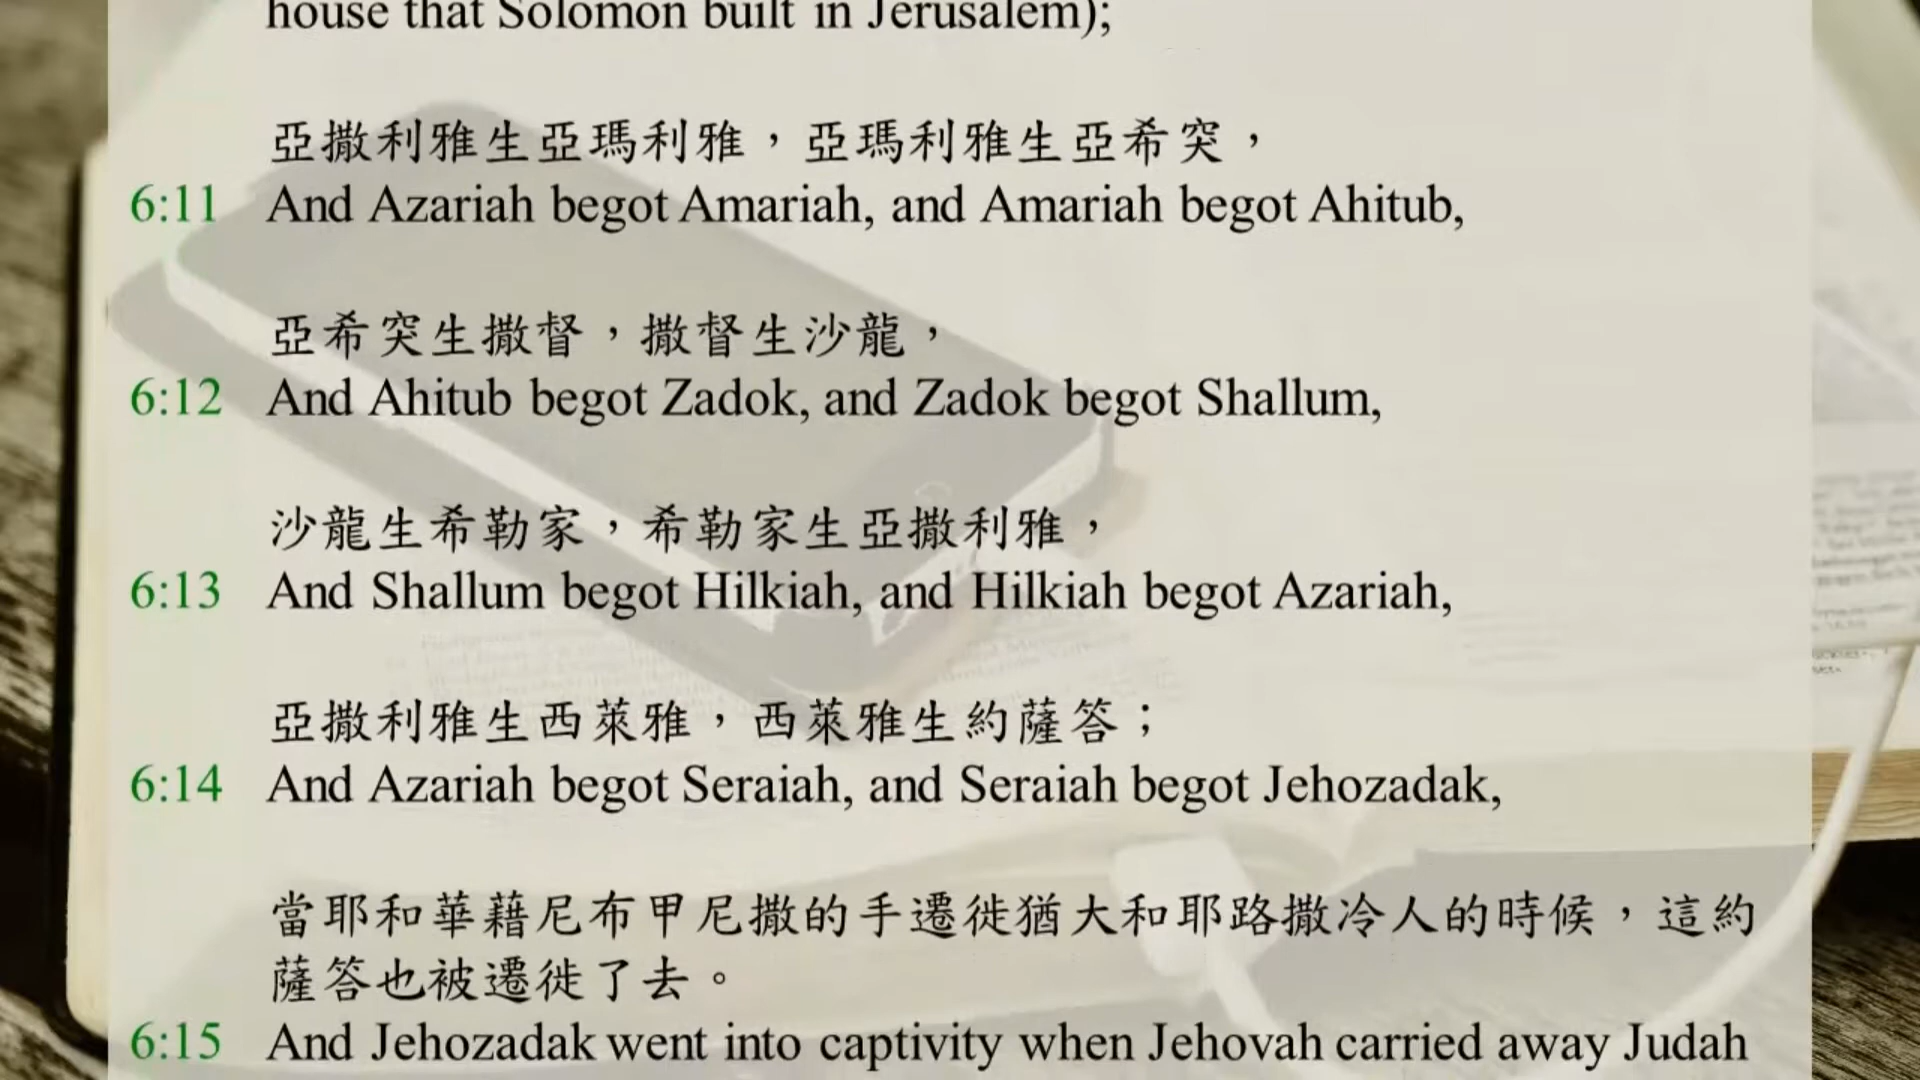 house that Solomon built in Jerusalem);
亞撒利雅生亞瑪利雅，亞瑪利雅生亞希突，
6:11 And Azariah begot Amariah, and Amariah begot Ahitub,
亞希突生撒督，撒督生沙龍，
6:12 And Ahitub begot Zadok, and Zadok begot Shallum,
沙龍生希勒家，希勒家生亞撒利雅，
6:13 And Shallum begot Hilkiah, and Hilkiah begot Azariah,
亞撒利雅生西萊雅，西萊雅生約薩答；
6:14 And Azariah begot Seraiah, and Seraiah begot Jehozadak,
當耶和華藉尼布甲尼撒的手遷徙猶大和耶路撒冷人的時候，這約
薩答也被遷徙了去。
6:15 And Jehozadak went into captivity when Jehovah carried away Judah